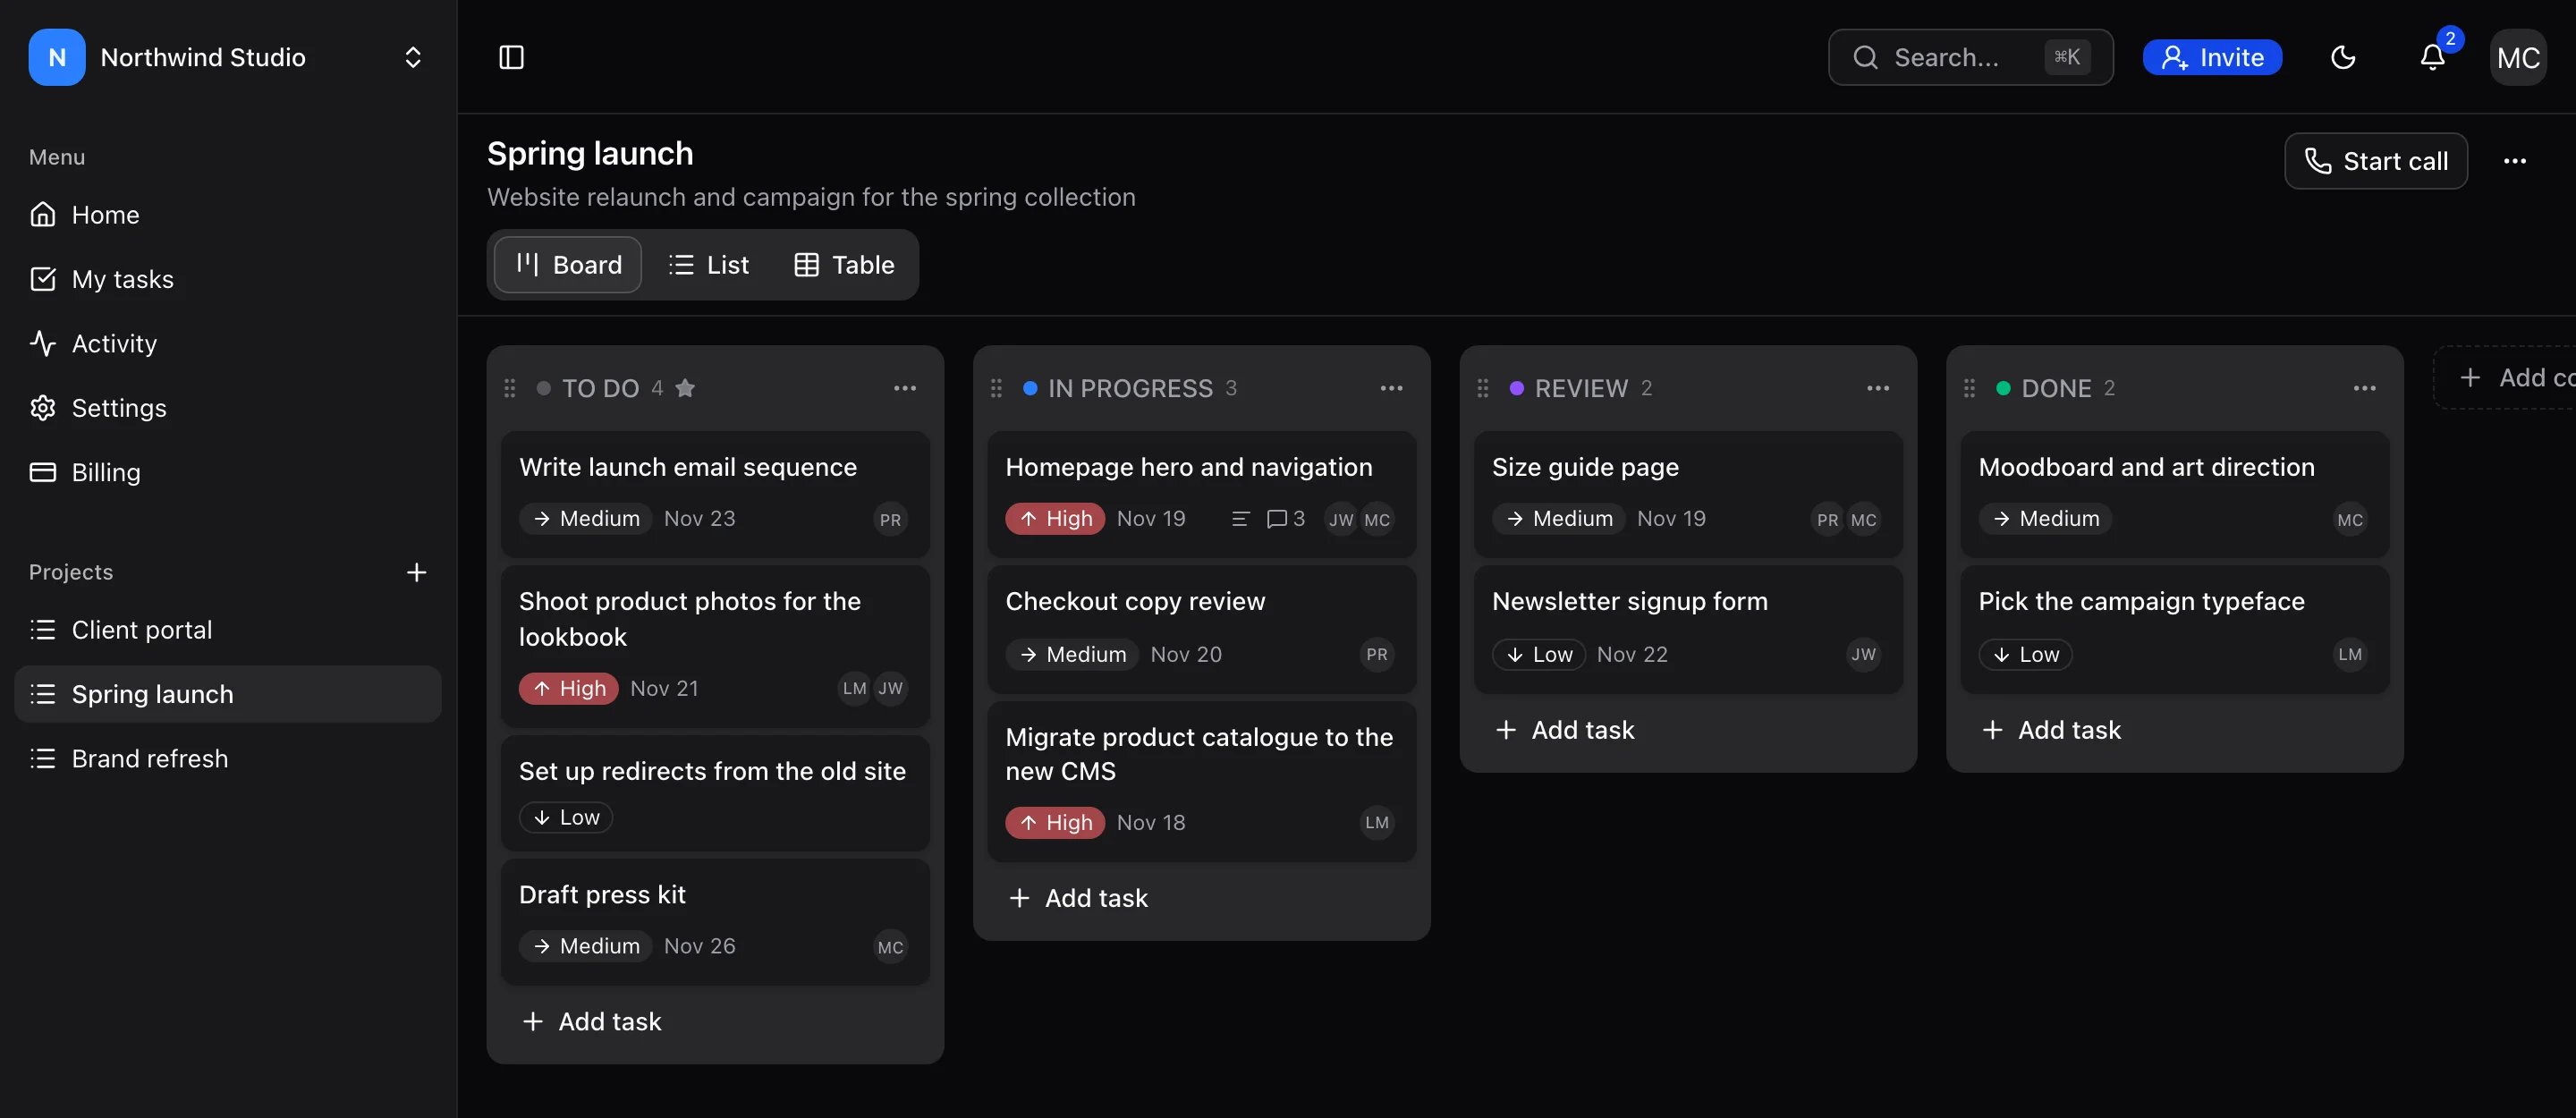 N Northwind Studio
Search... ⌘K
Invite
2
MC
Menu
Home
My tasks
Activity
Settings
Billing
Projects
Client portal
Spring launch
Brand refresh
Spring launch
Website relaunch and campaign for the spring collection
Start call
Board
List
Table
TO DO 4
Write launch email sequence
Medium Nov 23 PR
Shoot product photos for the
lookbook
High Nov 21 LM JW
Set up redirects from the old site
Low
Draft press kit
Medium Nov 26 MC
Add task
IN PROGRESS 3
Homepage hero and navigation
High Nov 19 3 JW MC
Checkout copy review
Medium Nov 20 PR
Migrate product catalogue to the
new CMS
High Nov 18 LM
Add task
REVIEW 2
Size guide page
Medium Nov 19 PR MC
Newsletter signup form
Low Nov 22 JW
Add task
DONE 2
Moodboard and art direction
Medium MC
Pick the campaign typeface
Low LM
Add task
Add